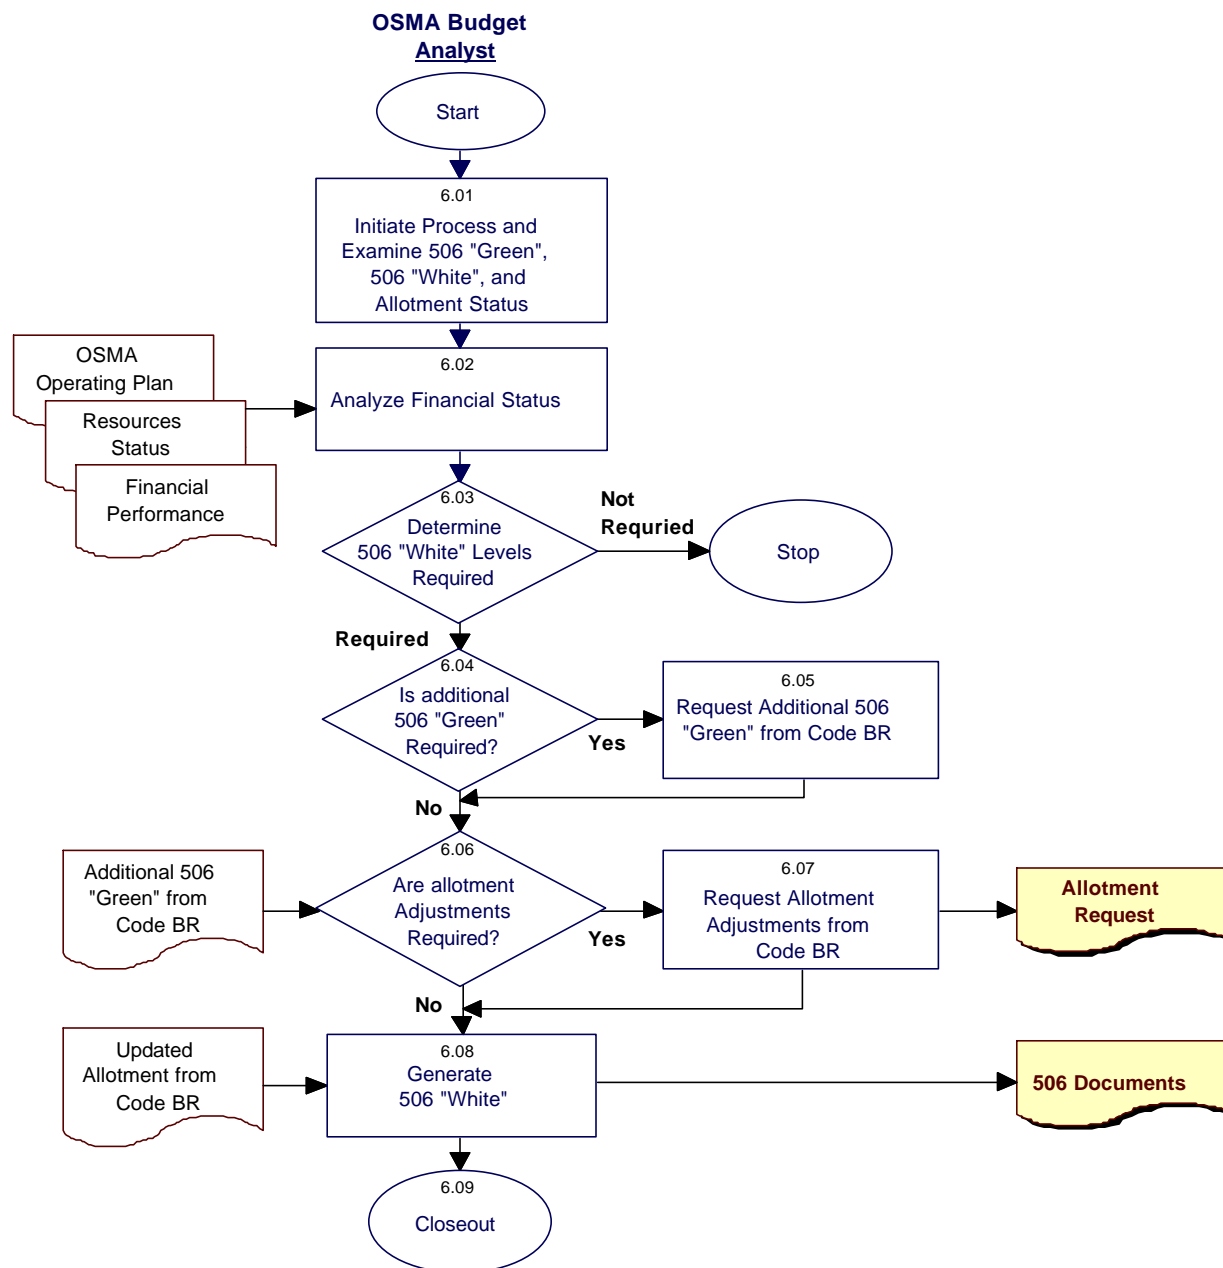 OSMA Budget
Analyst
Start
6.01
Initiate Process and
Examine 506 "Green",
506 "White", and
Allotment Status
OSMA
Operating Plan
Resources
Status
Financial
Performance
6.02
Analyze Financial Status
6.03
Determine
506 "White" Levels
Required
Not
Requried
Stop
Required
6.04
Is additional
506 "Green"
Required?
Yes
6.05
Request Additional 506
"Green" from Code BR
No
Additional 506
"Green" from
Code BR
6.06
Are allotment
Adjustments
Required?
Yes
6.07
Request Allotment
Adjustments from
Code BR
Allotment
Request
No
Updated
Allotment from
Code BR
6.08
Generate
506 "White"
506 Documents
6.09
Closeout